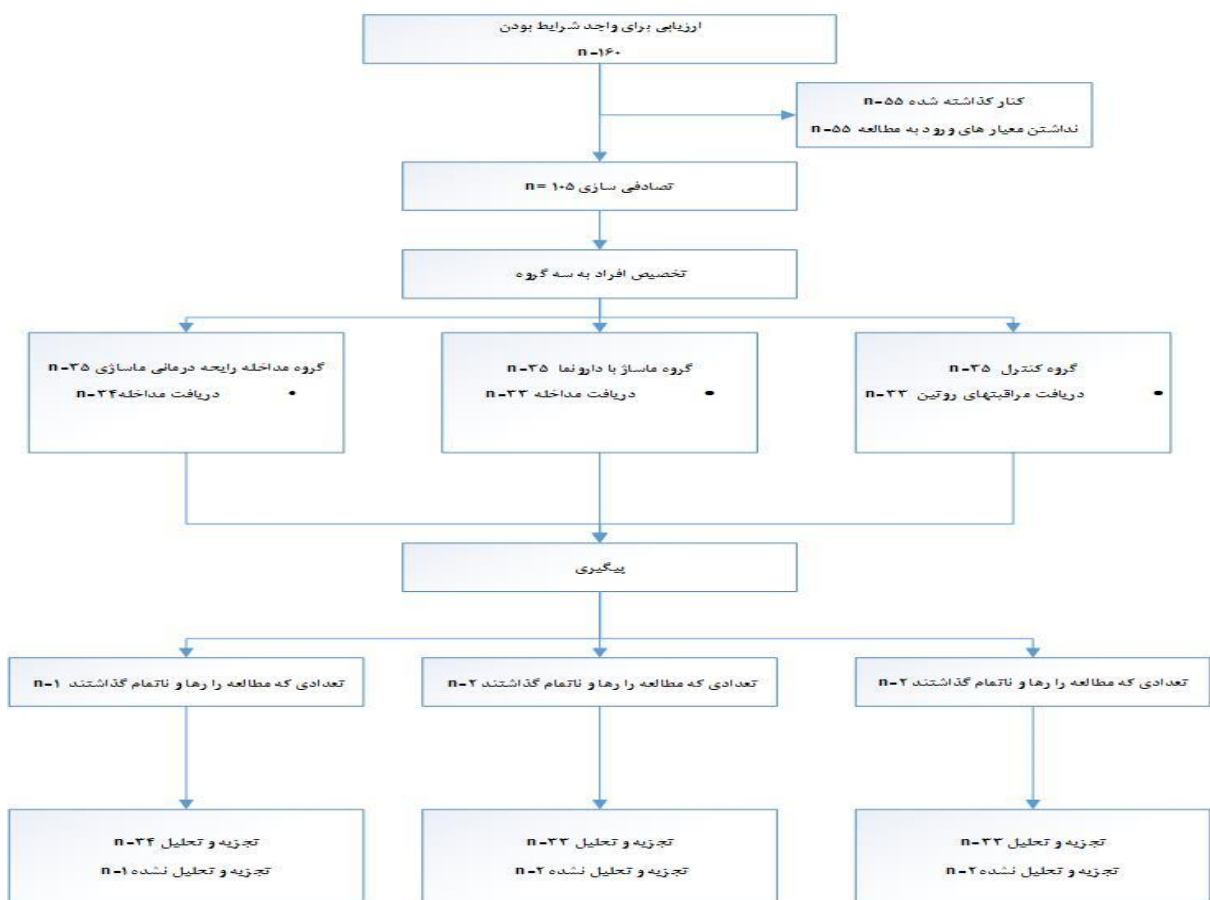 ارزیابی برای واجد شرایط بودن
n=۱۶۰
کنار گذاشته شده n=۵۵
نداشتن معیار های ورود به مطالعه n=۵۵
تصادفی سازی n= ۱۰۵
تخصیص افراد به سه گروه
گروه کنترل n=۳۵
• دریافت مراقبتهای روتین n=۳۳
گروه ماساژ با دارونما n=۳۵
• دریافت مداخله n=۳۳
گروه مداخله رایحه درمانی ماساژی n=۳۵
• دریافت مداخله n=۳۴
پیگیری
تعدادی که مطالعه را رها و ناتمام گذاشتند n=۲
تعدادی که مطالعه را رها و ناتمام گذاشتند n=۲
تعدادی که مطالعه را رها و ناتمام گذاشتند n=۱
تجزیه و تحلیل n=۳۳
تجزیه و تحلیل نشده n=۲
تجزیه و تحلیل n=۳۳
تجزیه و تحلیل نشده n=۲
تجزیه و تحلیل n=۳۴
تجزیه و تحلیل نشده n=۱